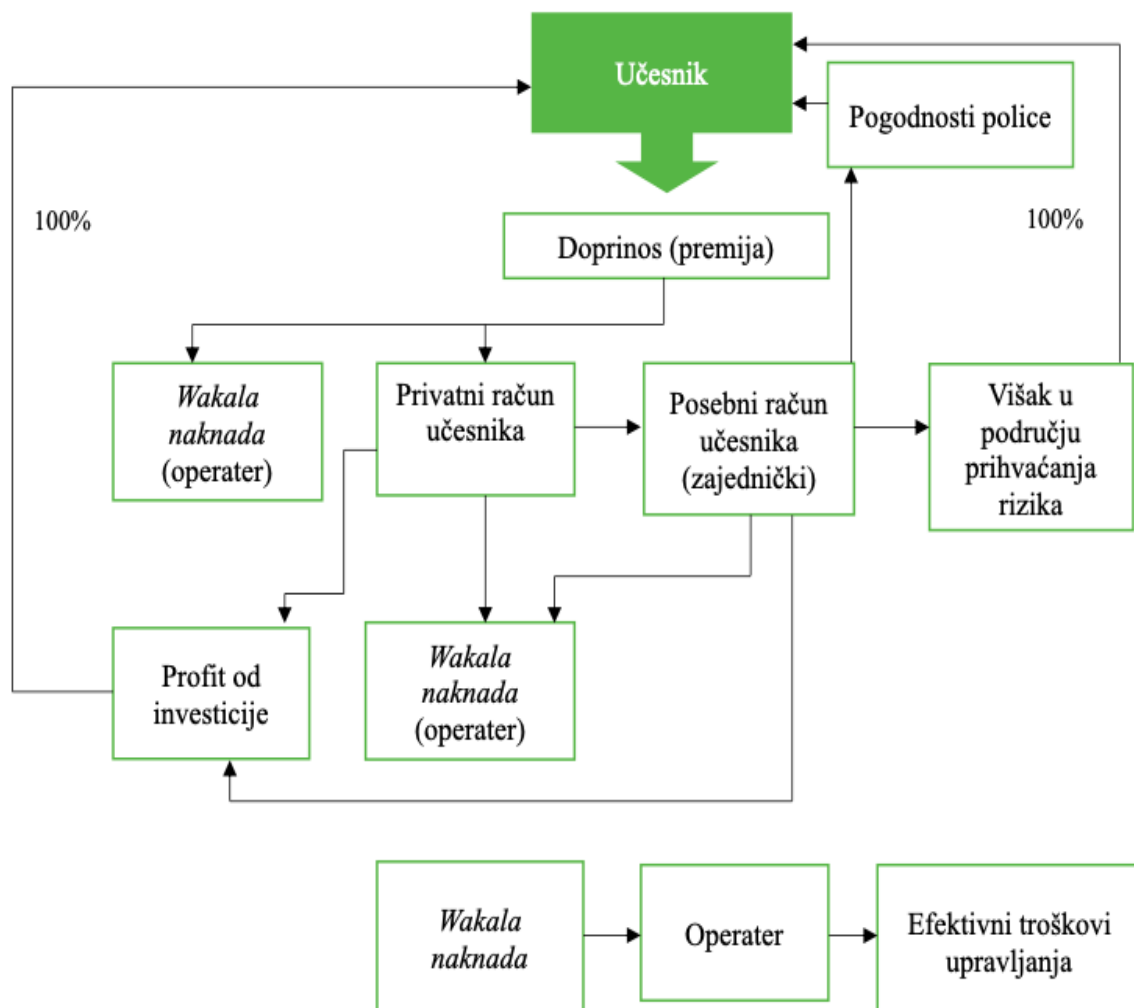 Učesnik
Pogodnosti police
100%
100%
Doprinos (premija)
Wakala
naknada
(operater)
Privatni račun
učesnika
Posebni račun
učesnika
(zajednički)
Višak u
području
prihvaćanja
rizika
Profit od
investicije
Wakala
naknada
(operater)
Wakala
naknada
Operater
Efektivni troškovi
upravljanja